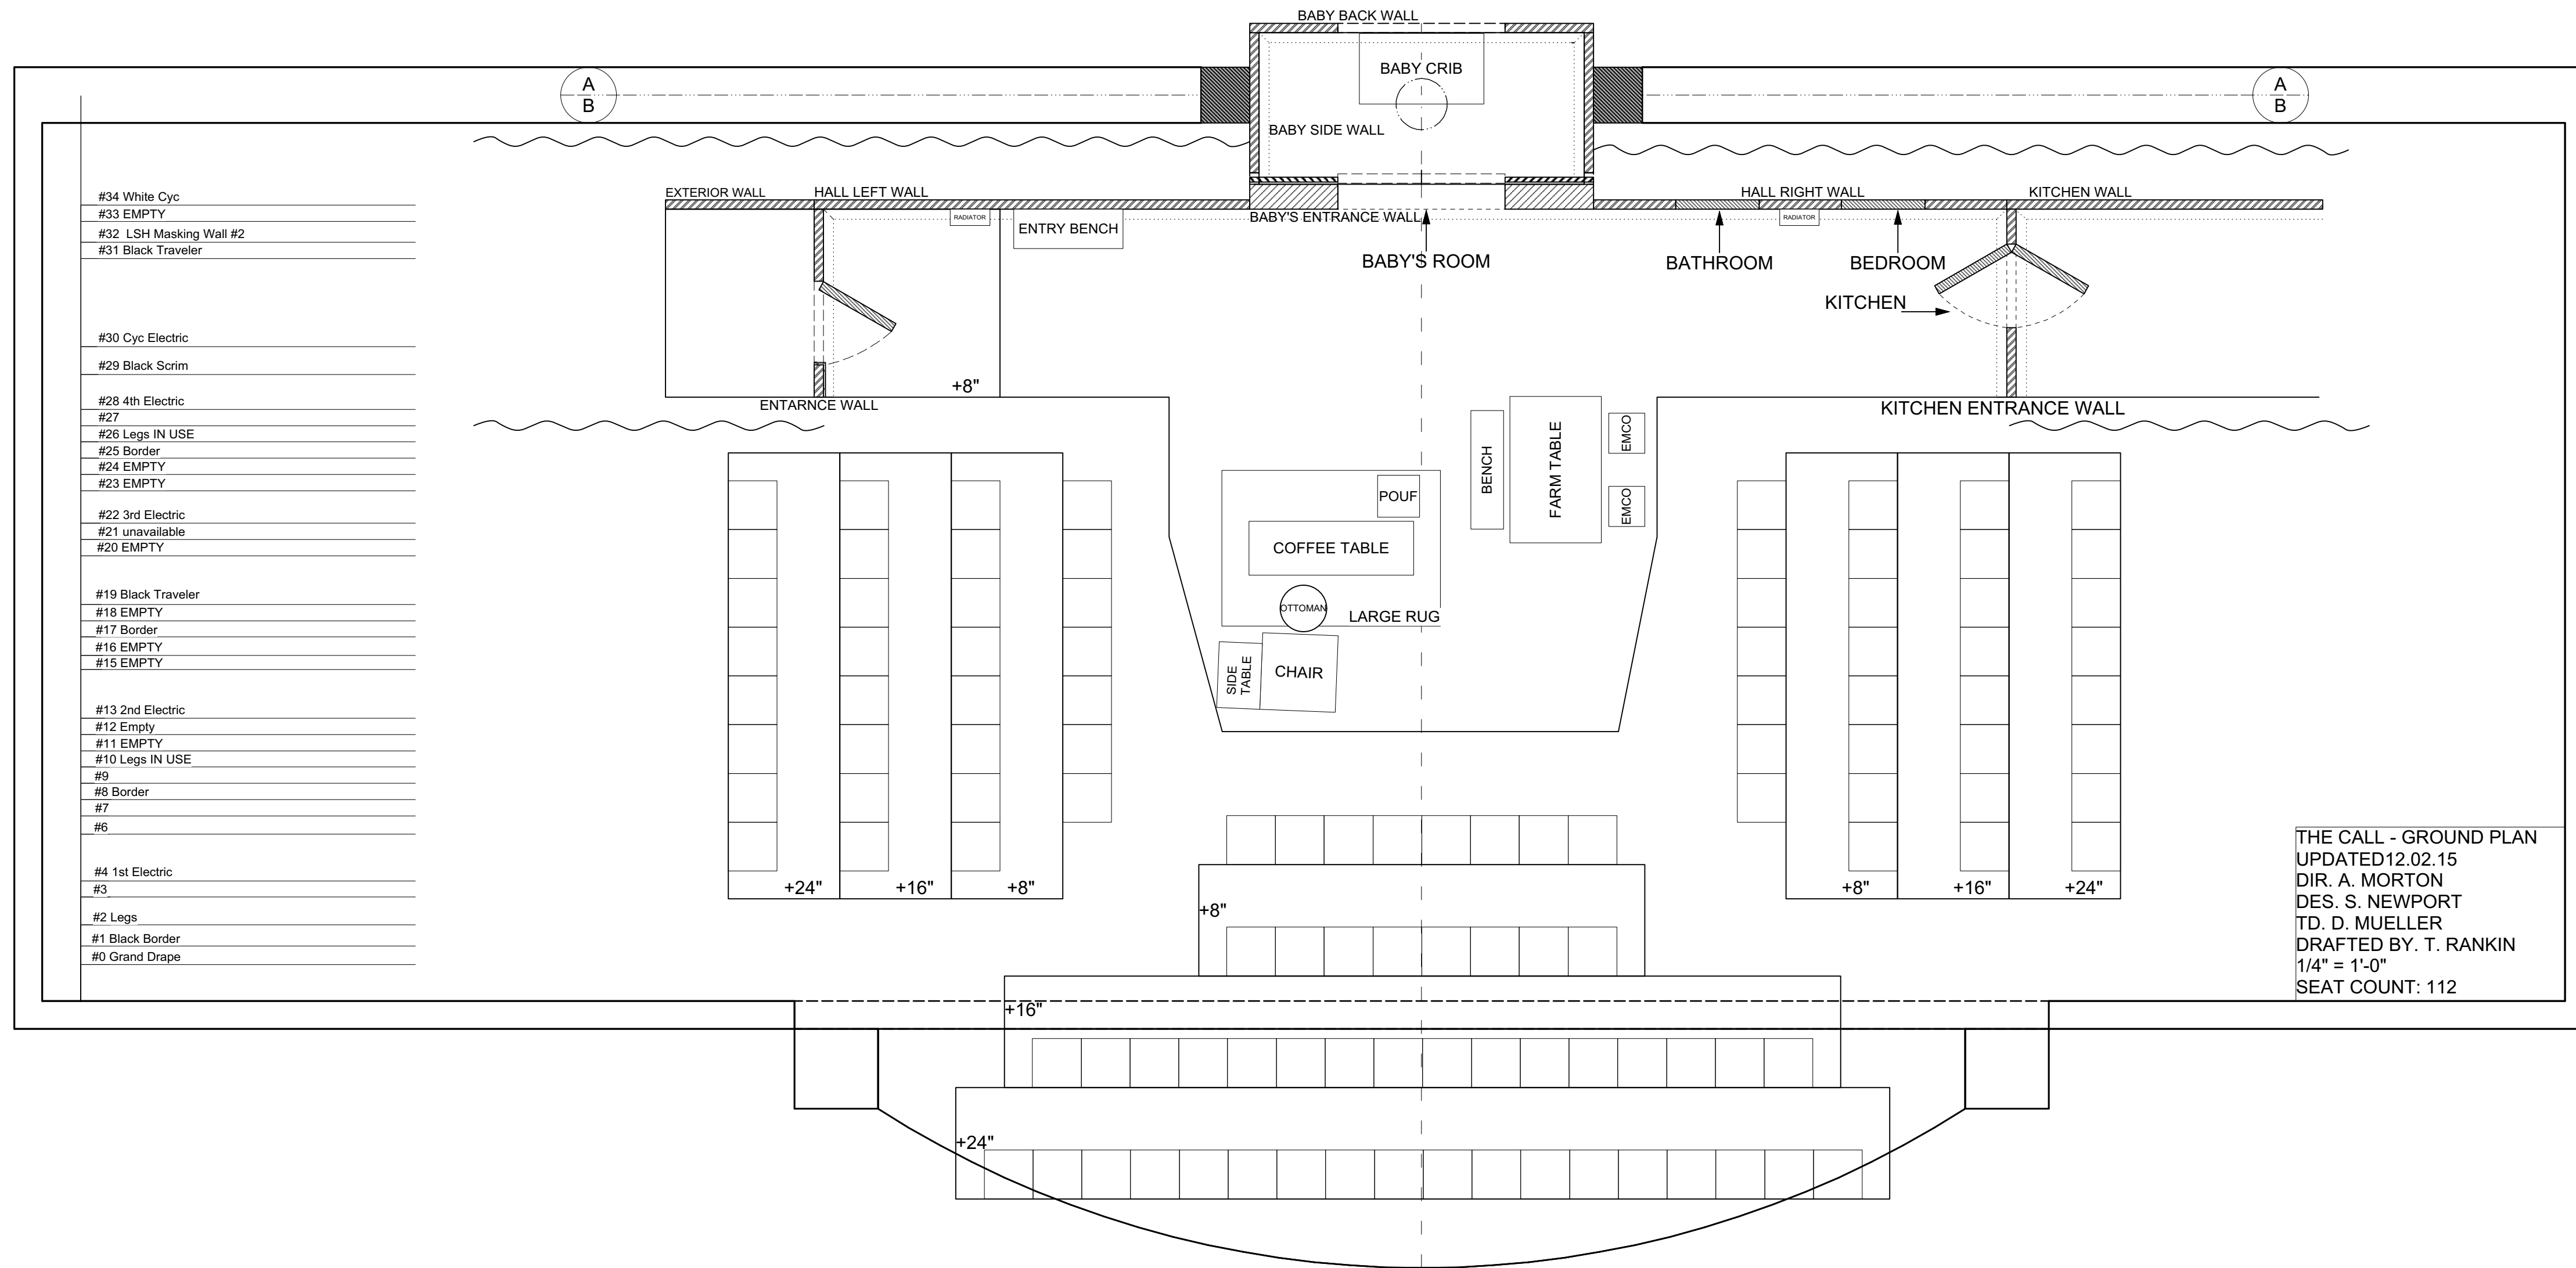 BABY BACK WALL
BABY CRIB
A
B
A
B
BABY SIDE WALL
EXTERIOR WALL
HALL LEFT WALL
HALL RIGHT WALL
KITCHEN WALL
RADIATOR
ENTRY BENCH
BABY'S ENTRANCE WALL
RADIATOR
BABY'S ROOM
BATHROOM
BEDROOM
KITCHEN
+8"
ENTARNCE WALL
KITCHEN ENTRANCE WALL
#34 White Cyc
#33 EMPTY
#32 LSH Masking Wall #2
#31 Black Traveler
#30 Cyc Electric
#29 Black Scrim
#28 4th Electric
#27
#26 Legs IN USE
#25 Border
#24 EMPTY
#23 EMPTY
#22 3rd Electric
#21 unavailable
#20 EMPTY
#19 Black Traveler
#18 EMPTY
#17 Border
#16 EMPTY
#15 EMPTY
#13 2nd Electric
#12 Empty
#11 EMPTY
#10 Legs IN USE
#9
#8 Border
#7
#6
#4 1st Electric
#3
#2 Legs
#1 Black Border
#0 Grand Drape
BENCH
FARM TABLE
EMCO
EMCO
POUF
COFFEE TABLE
OTTOMAN
LARGE RUG
SIDE
TABLE
CHAIR
+24"
+16"
+8"
+8"
+16"
+24"
+8"
+16"
+24"
THE CALL - GROUND PLAN
UPDATED12.02.15
DIR. A. MORTON
DES. S. NEWPORT
TD. D. MUELLER
DRAFTED BY. T. RANKIN
1/4" = 1'-0"
SEAT COUNT: 112